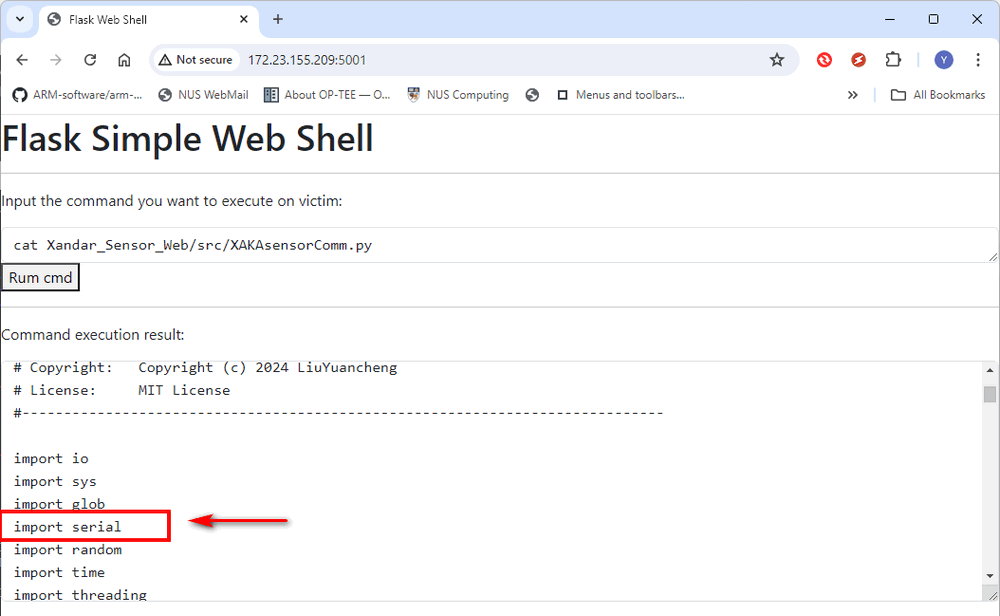 Flask Web Shell
Not secure
172.23.155.209:5001
Y
ARM-software/arm-...
NUS WebMail
About OP-TEE — O...
NUS Computing
Menus and toolbars...
All Bookmarks
Flask Simple Web Shell
Input the command you want to execute on victim:
cat Xandar_Sensor_Web/src/XAKAsensorComm.py
Rum cmd
Command execution result:
# Copyright:   Copyright (c) 2024 LiuYuancheng
# License:     MIT License
#-----------------------------------------------------------------------------
import io
import sys
import glob
import serial
import random
import time
import threading